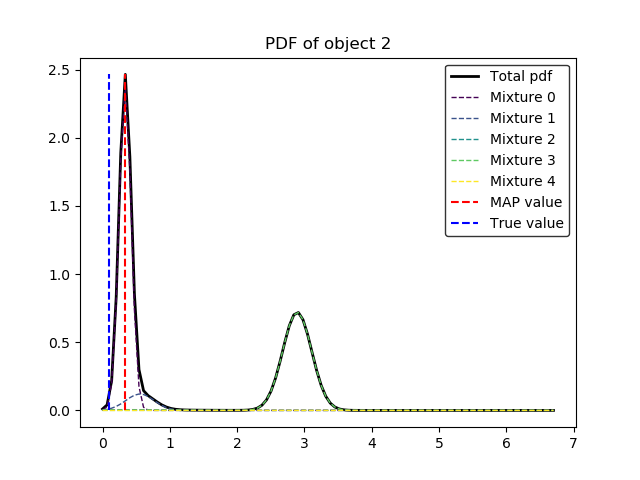 PDF of object 2
2.5
2.0
1.5
1.0
0.5
0.0
0 1 2 3 4 5 6 7
Total pdf
Mixture 0
Mixture 1
Mixture 2
Mixture 3
Mixture 4
MAP value
True value